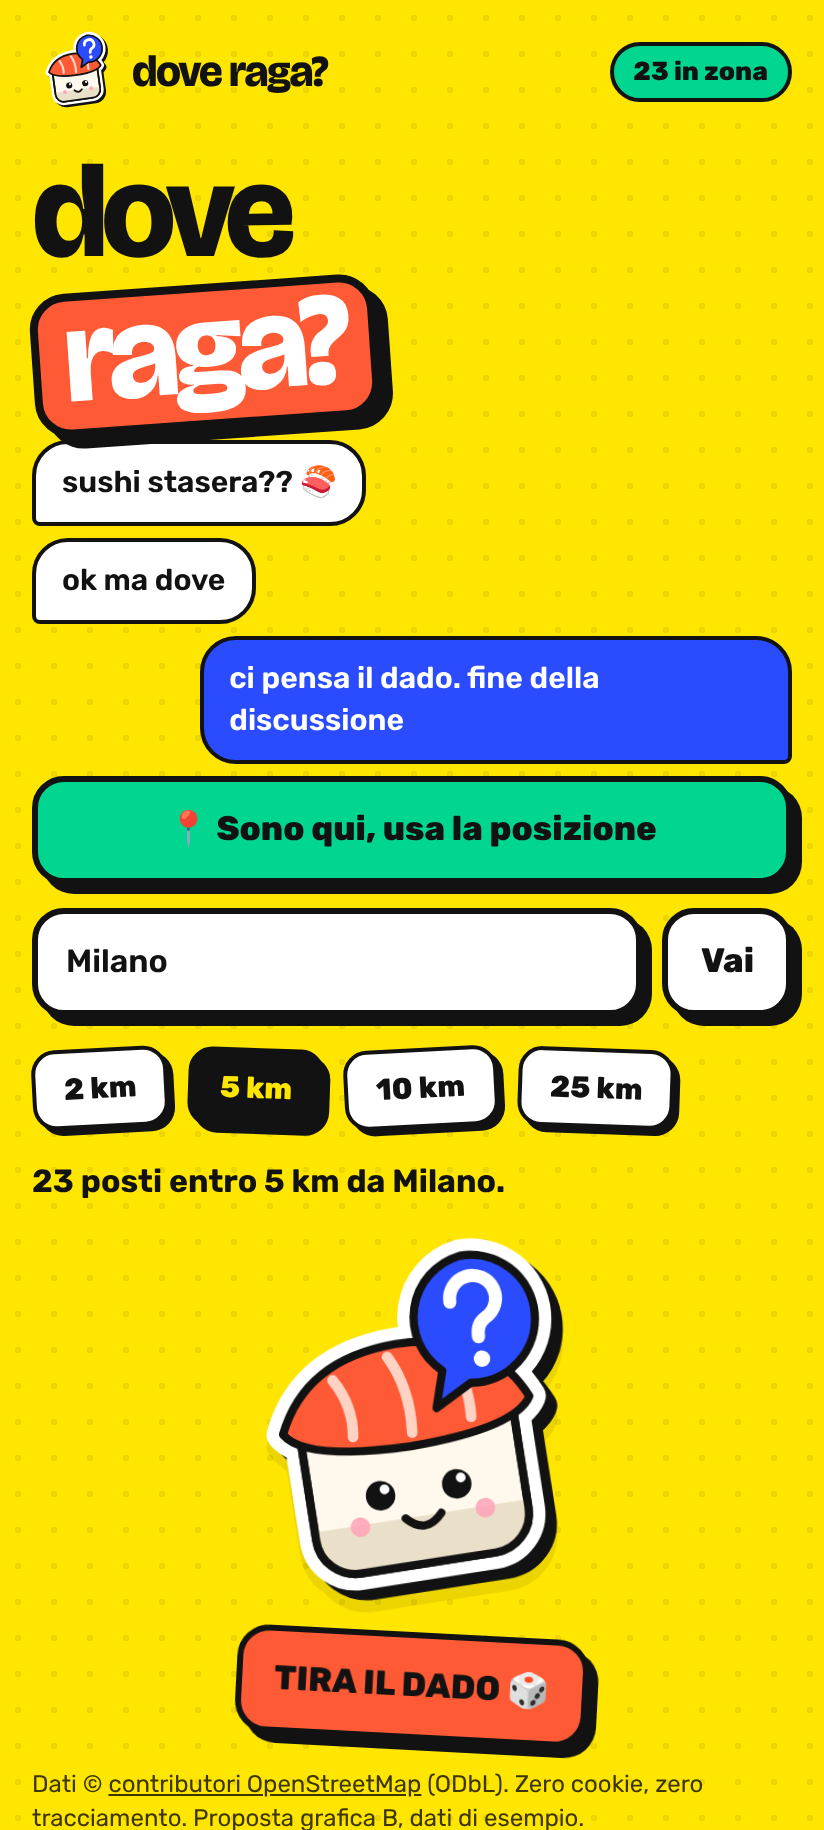 dove raga?
23 in zona
dove
raga?
sushi stasera?? 🍣
ok ma dove
ci pensa il dado. fine della
discussione
📍 Sono qui, usa la posizione
Milano
Vai
2 km
5 km
10 km
25 km
23 posti entro 5 km da Milano.
?
TIRA IL DADO 🎲
Dati © contributori OpenStreetMap (ODbL). Zero cookie, zero
tracciamento. Proposta grafica B, dati di esempio.